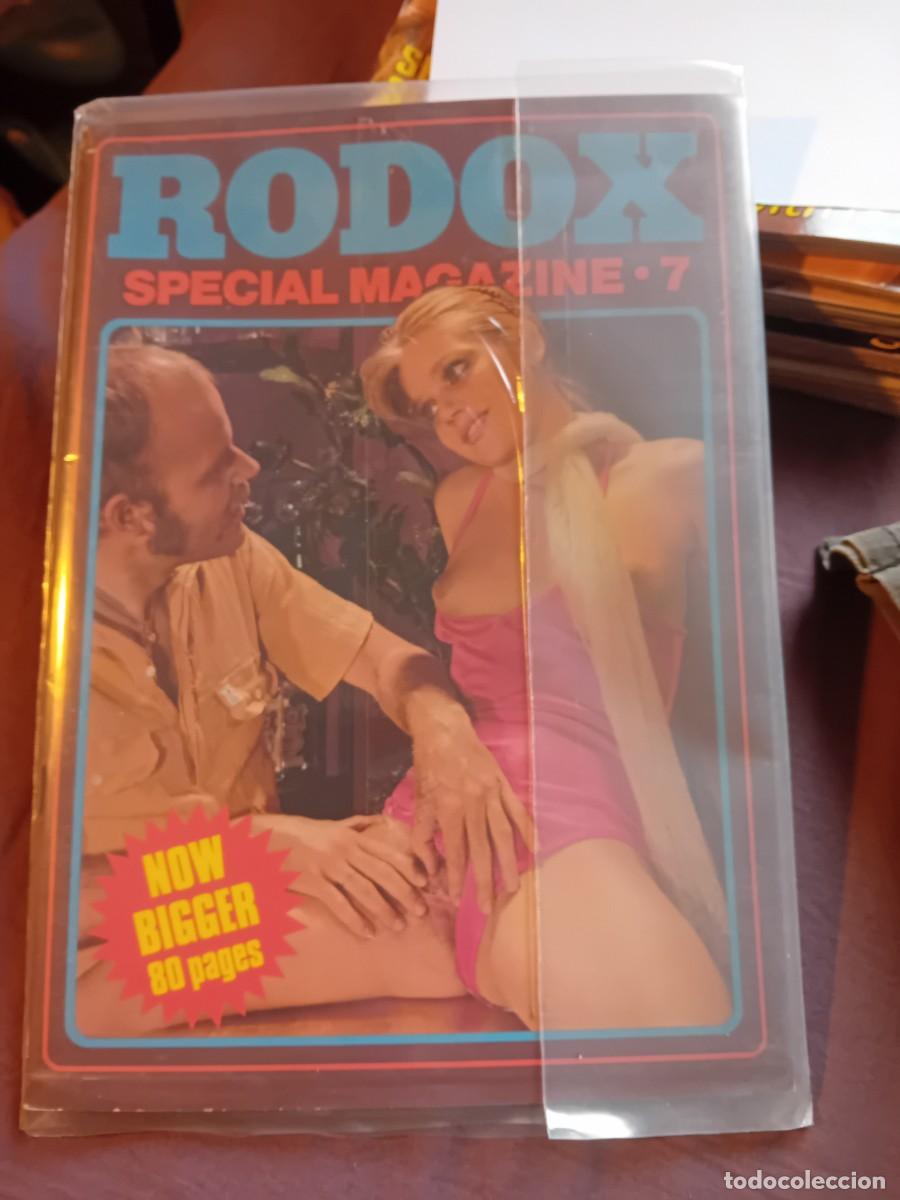 RODOX
SPECIAL MAGAZINE • 7
NOW
BIGGER
80 pages
todocoleccion